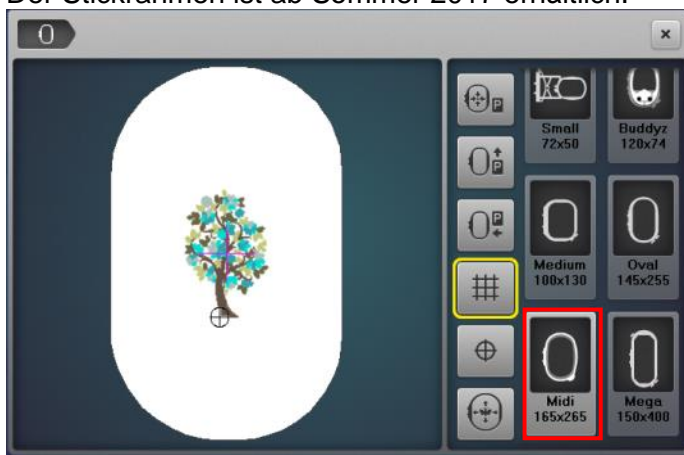 Der Stickrahmen ist ab Sommer 2017 erhältlich.
Small
72x50
Buddyz
120x74
P
P
P
Medium
100x130
Oval
145x255
Midi
165x265
Mega
150x400